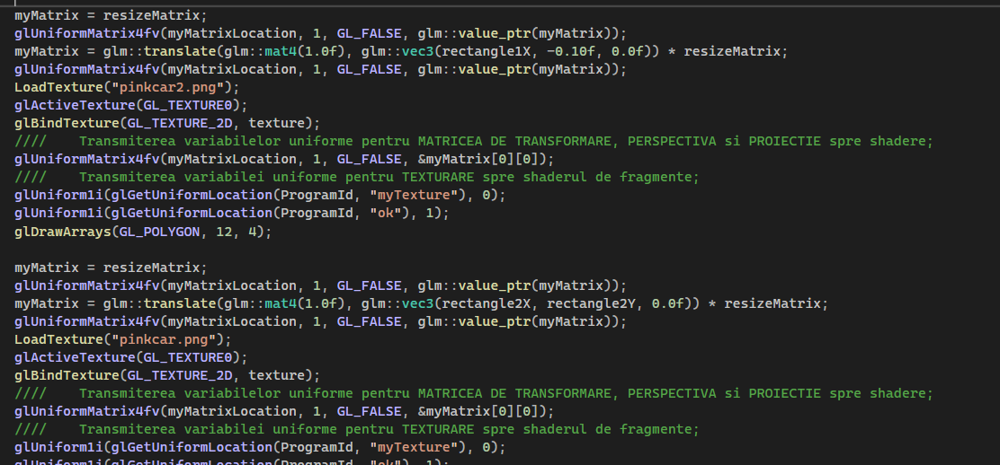 myMatrix = resizeMatrix;
glUniformMatrix4fv(myMatrixLocation, 1, GL_FALSE, glm::value_ptr(myMatrix));
myMatrix = glm::translate(glm::mat4(1.0f), glm::vec3(rectangle1X, -0.10f, 0.0f)) * resizeMatrix;
glUniformMatrix4fv(myMatrixLocation, 1, GL_FALSE, glm::value_ptr(myMatrix));
LoadTexture("pinkcar2.png");
glActiveTexture(GL_TEXTURE0);
glBindTexture(GL_TEXTURE_2D, texture);
////    Transmiterea variabilelor uniforme pentru MATRICEA DE TRANSFORMARE, PERSPECTIVA si PROIECTIE spre shadere;
glUniformMatrix4fv(myMatrixLocation, 1, GL_FALSE, &myMatrix[0][0]);
////    Transmiterea variabilei uniforme pentru TEXTURARE spre shaderul de fragmente;
glUniform1i(glGetUniformLocation(ProgramId, "myTexture"), 0);
glUniform1i(glGetUniformLocation(ProgramId, "ok"), 1);
glDrawArrays(GL_POLYGON, 12, 4);

myMatrix = resizeMatrix;
glUniformMatrix4fv(myMatrixLocation, 1, GL_FALSE, glm::value_ptr(myMatrix));
myMatrix = glm::translate(glm::mat4(1.0f), glm::vec3(rectangle2X, rectangle2Y, 0.0f)) * resizeMatrix;
glUniformMatrix4fv(myMatrixLocation, 1, GL_FALSE, glm::value_ptr(myMatrix));
LoadTexture("pinkcar.png");
glActiveTexture(GL_TEXTURE0);
glBindTexture(GL_TEXTURE_2D, texture);
////    Transmiterea variabilelor uniforme pentru MATRICEA DE TRANSFORMARE, PERSPECTIVA si PROIECTIE spre shadere;
glUniformMatrix4fv(myMatrixLocation, 1, GL_FALSE, &myMatrix[0][0]);
////    Transmiterea variabilei uniforme pentru TEXTURARE spre shaderul de fragmente;
glUniform1i(glGetUniformLocation(ProgramId, "myTexture"), 0);
glUniform1i(glGetUniformLocation(ProgramId, "ok"), 1);